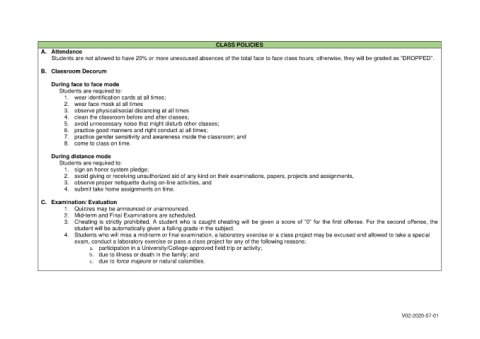 CLASS POLICIES
A. Attendance
Students are not allowed to have 20% or more unexcused absences of the total face to face class hours; otherwise, they will be graded as "DROPPED".
B. Classroom Decorum
During face to face mode
Students are required to:
1. wear identification cards at all times;
2. wear face mask at all times
3. observe physical/social distancing at all times
4. clean the classroom before and after classes;
5. avoid unnecessary noise that might disturb other classes;
6. practice good manners and right conduct at all times;
7. practice gender sensitivity and awareness inside the classroom; and
8. come to class on time.
During distance mode
Students are required to:
1. sign an honor system pledge;
2. avoid giving or receiving unauthorized aid of any kind on their examinations, papers, projects and assignments,
3. observe proper netiquette during on-line activities, and
4. submit take home assignments on time.
C. Examination/ Evaluation
1. Quizzes may be announced or unannounced.
2. Mid-term and Final Examinations are scheduled.
3. Cheating is strictly prohibited. A student who is caught cheating will be given a score of "0" for the first offense. For the second offense, the
student will be automatically given a failing grade in the subject.
4. Students who will miss a mid-term or final examination, a laboratory exercise or a class project may be excused and allowed to take a special
exam, conduct a laboratory exercise or pass a class project for any of the following reasons:
a. participation in a University/College-approved field trip or activity;
b. due to illness or death in the family; and
c. due to force majeure or natural calamities.
V02-2020-07-01